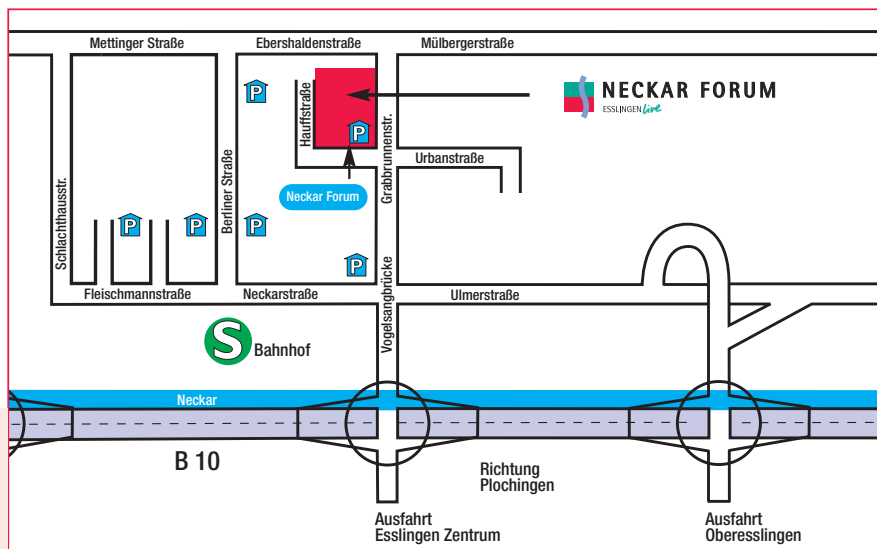 Mettinger Straße
Ebershaldenstraße
Mülbergerstraße
P
NECKAR FORUM
ESSLINGEN live
Hauffstraße
P
Grabbrunnenstr.
Urbanstraße
Schlachthausstr.
Berliner Straße
Neckar Forum
P
P
P
P
Vogelsangbrücke
Fleischmannstraße
Neckarstraße
Ulmerstraße
S
Bahnhof
Neckar
B 10
Richtung
Plochingen
Ausfahrt
Esslingen Zentrum
Ausfahrt
Oberesslingen